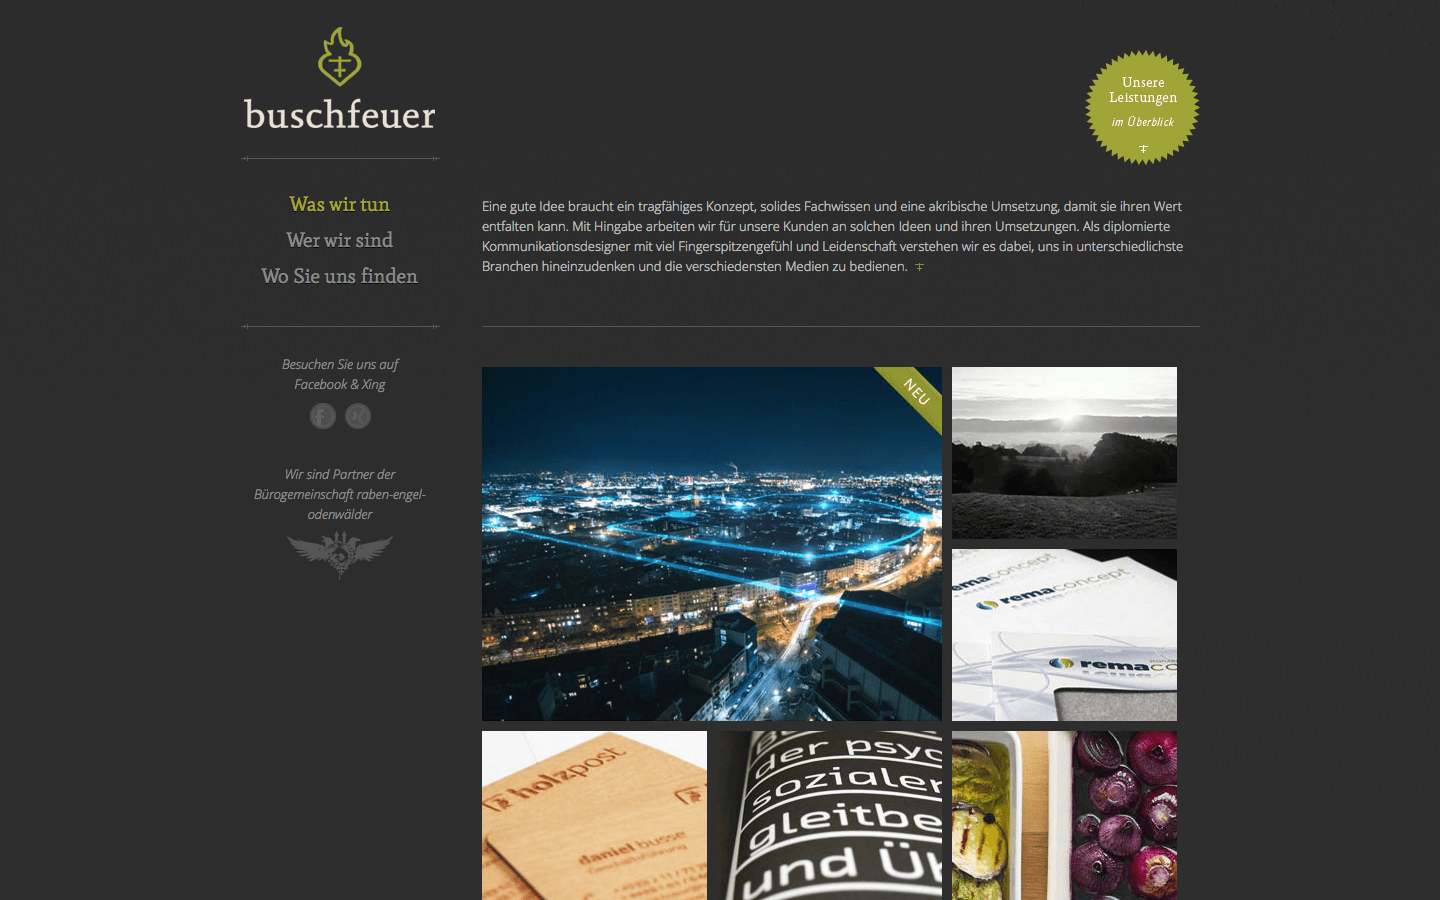 buschfeuer
Unsere
Leistungen
im Überblick
Was wir tun
Wer wir sind
Wo Sie uns finden
Besuchen Sie uns auf
Facebook & Xing
Wir sind Partner der
Bürogemeinschaft raben-engel-
odenwälder
Eine gute Idee braucht ein tragfähiges Konzept, solides Fachwissen und eine akribische Umsetzung, damit sie ihren Wert
entfalten kann. Mit Hingabe arbeiten wir für unsere Kunden an solchen Ideen und ihren Umsetzungen. Als diplomierte
Kommunikationsdesigner mit viel Fingerspitzengefühl und Leidenschaft verstehen wir es dabei, uns in unterschiedlichste
Branchen hineinzudenken und die verschiedensten Medien zu bedienen.
NEU
remaconcept
remaconcept
remaco
holzpost
daniel busse
Geschäftsführung
der psyc
sozialer
gleitbe
und Ük